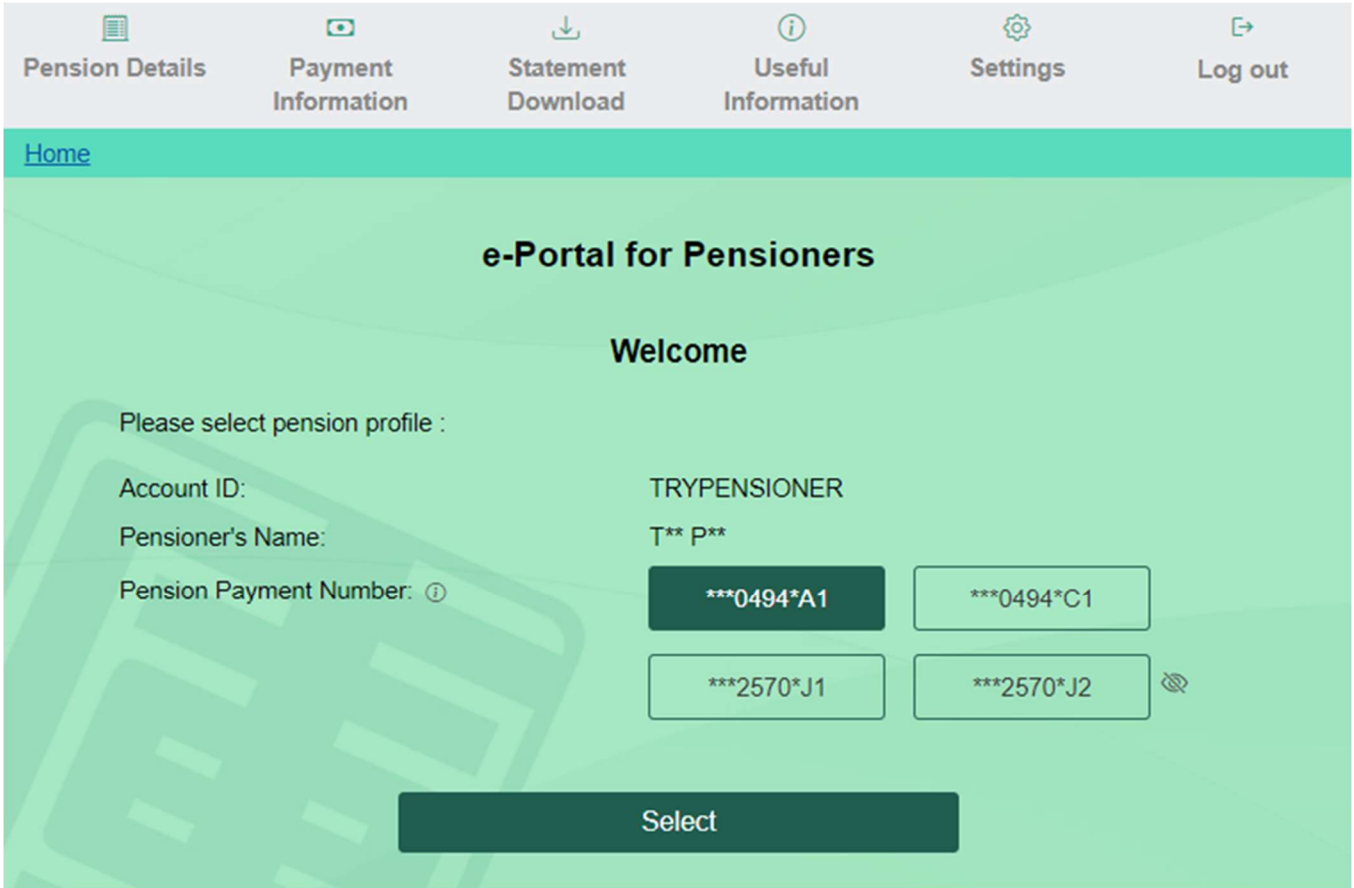 Pension Details
Payment
Information
Statement
Download
Useful
Information
Settings
Log out
Home
e-Portal for Pensioners
Welcome
Please select pension profile :
Account ID: TRYPENSIONER
Pensioner's Name: T** P**
Pension Payment Number: ***0494*A1 ***0494*C1
***2570*J1 ***2570*J2
Select